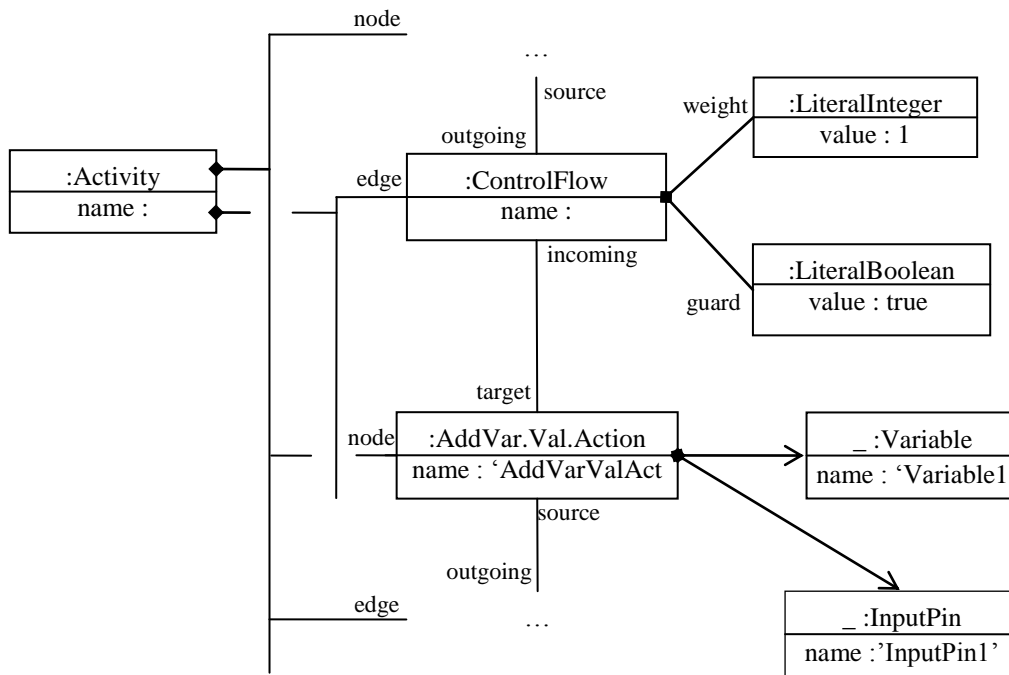 node
…
source
weight
:LiteralInteger
value : 1
outgoing
:Activity
name :
edge
:ControlFlow
name :
incoming
:LiteralBoolean
value : true
guard
target
node
:AddVar.Val.Action
name : ‘AddVarValAct
_ :Variable
name : ‘Variable1
source
outgoing
edge
…
_ :InputPin
name :’InputPin1’